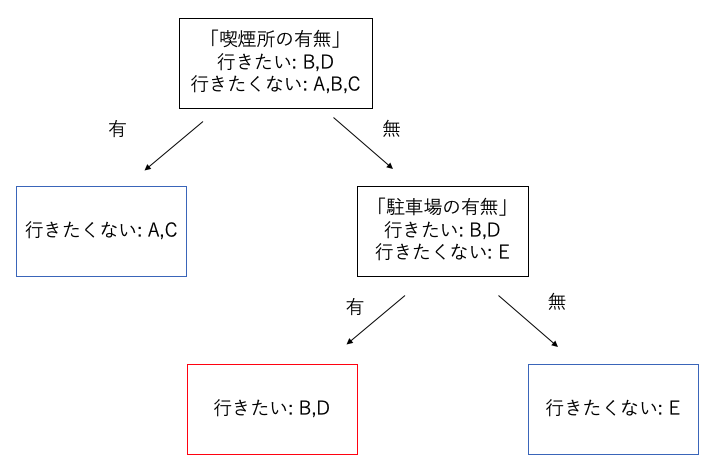 「喫煙所の有無」
行きたい: B,D
行きたくない: A,B,C
有
無
行きたくない: A,C
「駐車場の有無」
行きたい: B,D
行きたくない: E
有
無
行きたい: B,D
行きたくない: E